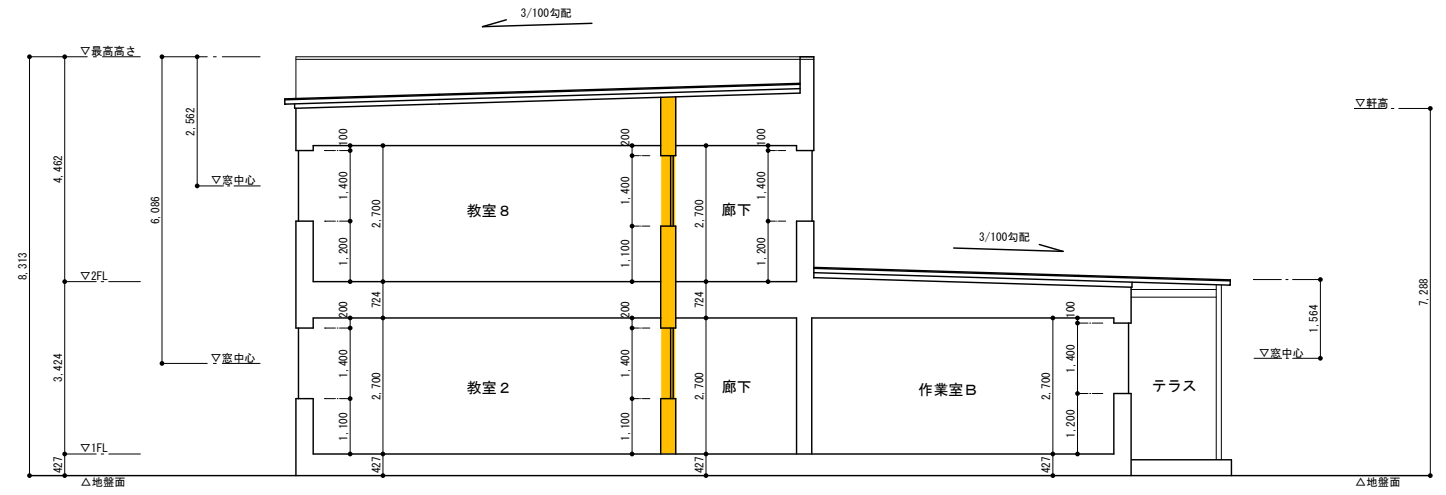 3/100勾配
▽最高高さ
▽軒高
2,562
100
200
100
4,462
▽窓中心
1,400
1,400
1,400
6,086
教室８
2,700
2,700
廊下
8,313
1,200
1,100
1,200
3/100勾配
▽2FL
7,288
724
724
200
200
100
1,564
▽窓中心
▽窓中心
3,424
1,400
1,400
1,400
教室２
2,700
2,700
廊下
作業室Ｂ
2,700
テラス
1,100
1,100
1,200
▽1FL
427
427
427
427
△地盤面
△地盤面